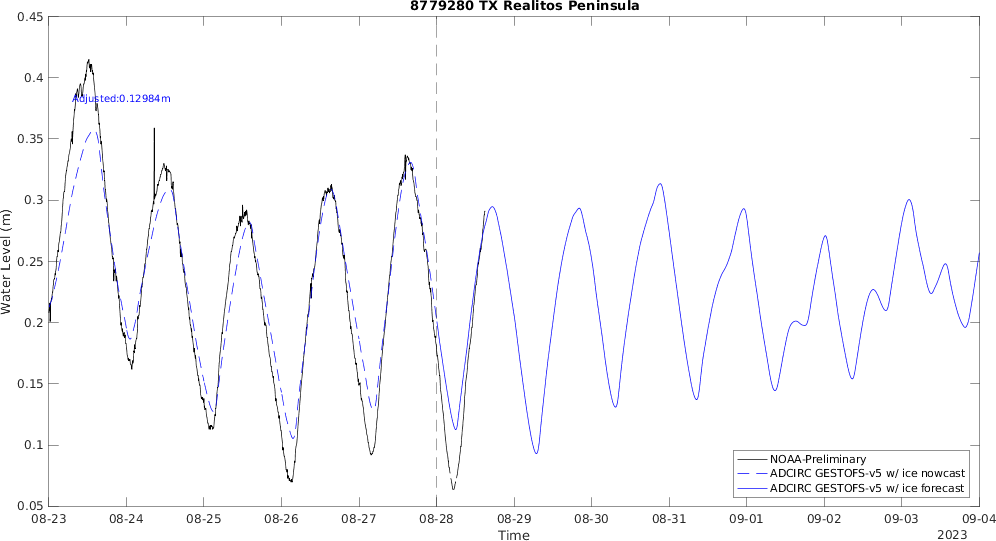 8779280 TX Realitos Peninsula
Water Level (m)
0.45
0.4
0.35
0.3
0.25
0.2
0.15
0.1
0.05
Adjusted:0.12984m
NOAA-Preliminary
ADCIRC GESTOFS-v5 w/ ice nowcast
ADCIRC GESTOFS-v5 w/ ice forecast
08-23 08-24 08-25 08-26 08-27 08-28 08-29 08-30 08-31 09-01 09-02 09-03 09-04
Time
2023